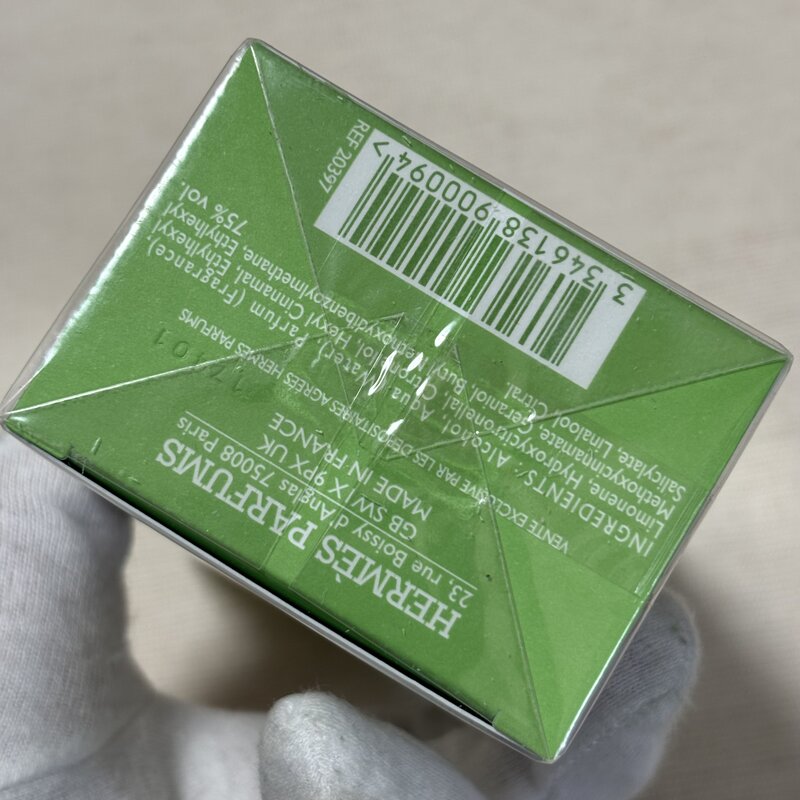 HERMÈS PARFUMS
23, rue Boissy d'Anglas 75008 Paris
GB SW1X 9PX UK
MADE IN FRANCE
VENTE EXCLUSIVE PAR LES DEPOSITAIRES AGRÉÉS HERMÈS PARFUMS
INGREDIENTS: Alcohol, Aqua (Water), Parfum (Fragrance),
Limonene, Hydroxycitronellal, Citronellol, Hexyl Cinnamal, Ethylhexyl
Methoxycinnamate, Geraniol, Butyl Methoxydibenzoylmethane, Ethylhexyl
Salicylate, Linalool, Citral. 75% vol.
3 346138 900094>
REF 20397